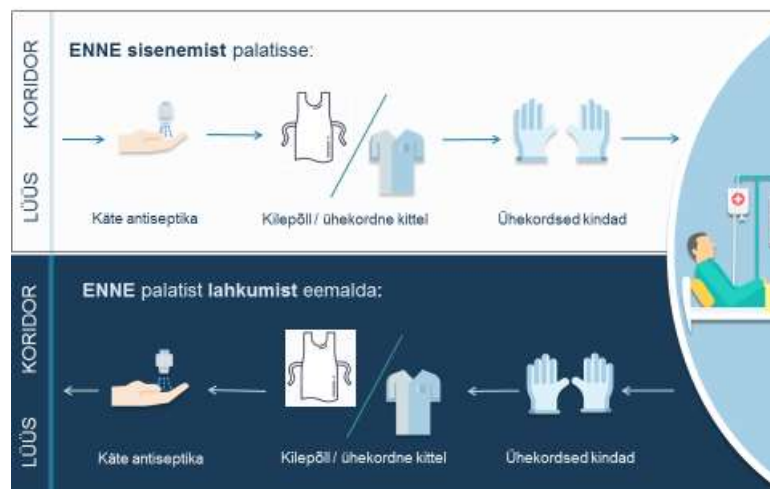 KORIDOR
LÜÜS
ENNE sisenemist palatisse:
Käte antiseptika
Kilepõll / ühekordne kittel
Ühekordsed kindad
KORIDOR
LÜÜS
ENNE palatist lahkumist eemalda:
Käte antiseptika
Kilepõll / ühekordne kittel
Ühekordsed kindad